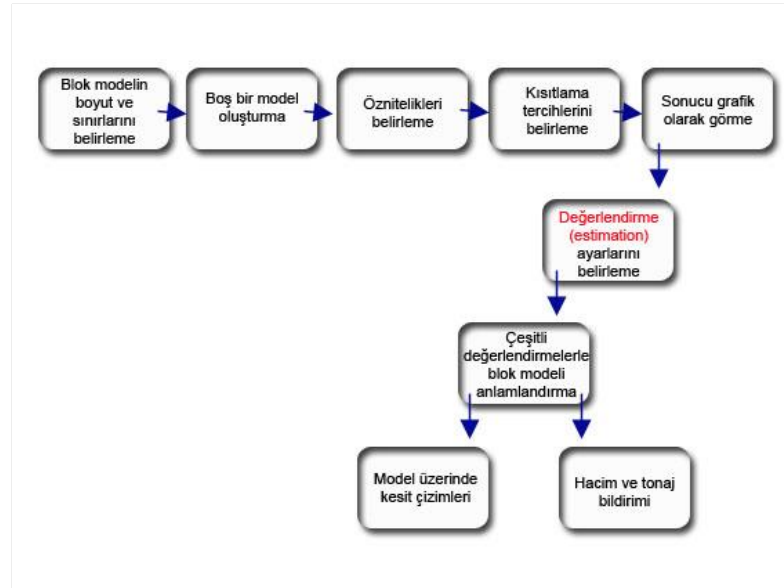 Blok modelin
boyut ve
sınırlarını
belirleme
Boş bir model
oluşturma
Öznitelikleri
belirleme
Kısıtlama
tercihlerini
belirleme
Sonucu grafik
olarak görme
Değerlendirme
(estimation)
ayarlarını
belirleme
Çeşitli
değerlendirmelerle
blok modeli
anlamlandırma
Model üzerinde
kesit çizimleri
Hacim ve tonaj
bildirimi